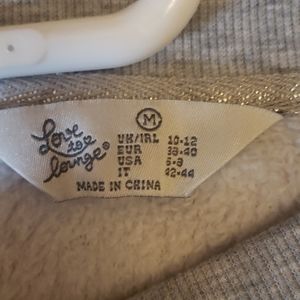 Love
to
lounge®
M
UK/IRL 10-12
EUR 38-40
USA 6-8
IT 42-44
MADE IN CHINA